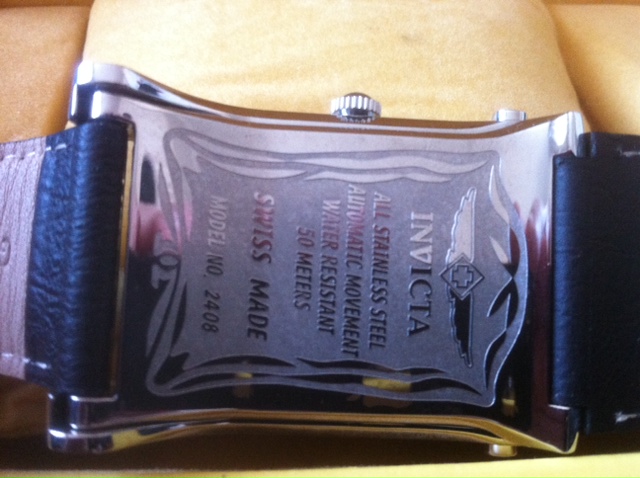 INVICTA
ALL STAINLESS STEEL
AUTOMATIC MOVEMENT
WATER RESISTANT
50 METERS
SWISS MADE
MODEL NO. 2408